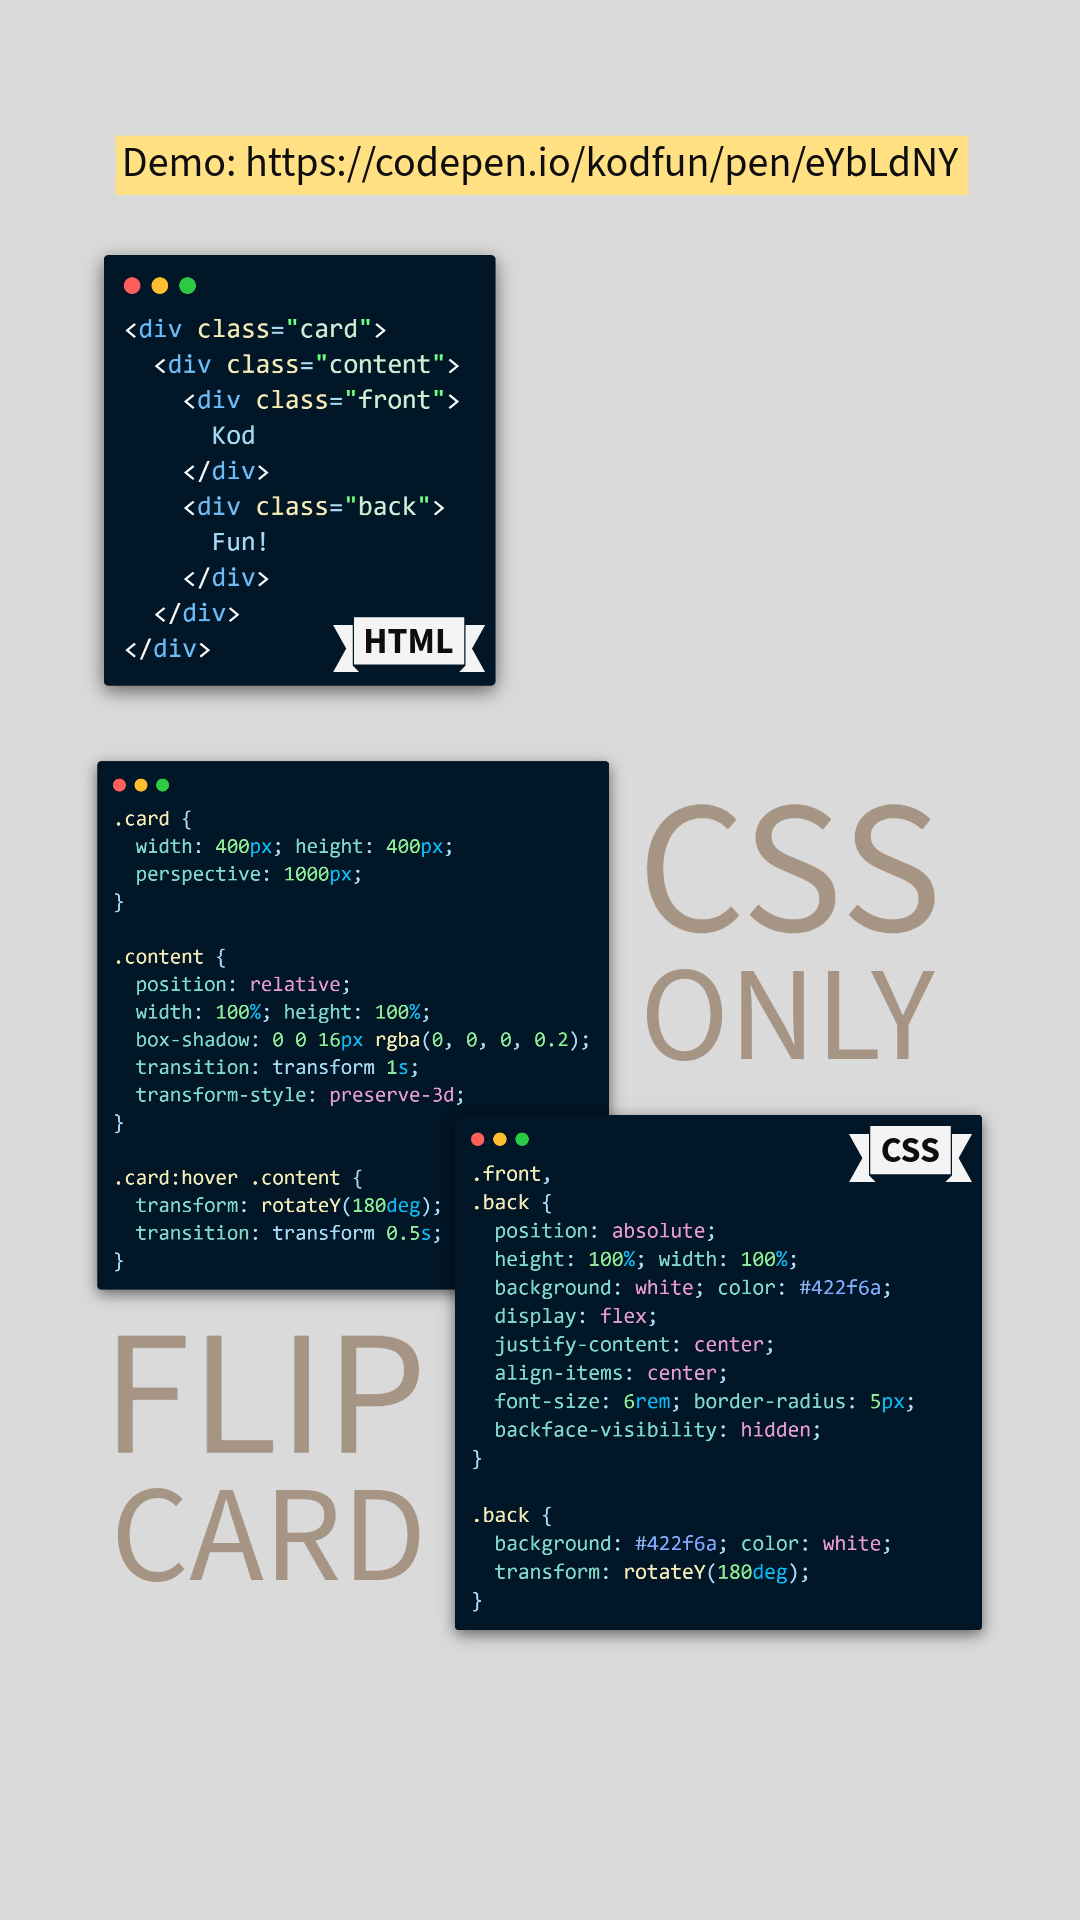 Demo: https://codepen.io/kodfun/pen/eYbLdNY
<div class="card">
  <div class="content">
    <div class="front">
      Kod
    </div>
    <div class="back">
      Fun!
    </div>
  </div>
</div>
HTML
.card {
  width: 400px; height: 400px;
  perspective: 1000px;
}
.content {
  position: relative;
  width: 100%; height: 100%;
  box-shadow: 0 0 16px rgba(0, 0, 0, 0.2);
  transition: transform 1s;
  transform-style: preserve-3d;
}
.card:hover .content {
  transform: rotateY(180deg);
  transition: transform 0.5s;
}
CSS
ONLY
CSS
.front,
.back {
  position: absolute;
  height: 100%; width: 100%;
  background: white; color: #422f6a;
  display: flex;
  justify-content: center;
  align-items: center;
  font-size: 6rem; border-radius: 5px;
  backface-visibility: hidden;
}
.back {
  background: #422f6a; color: white;
  transform: rotateY(180deg);
}
FLIP
CARD